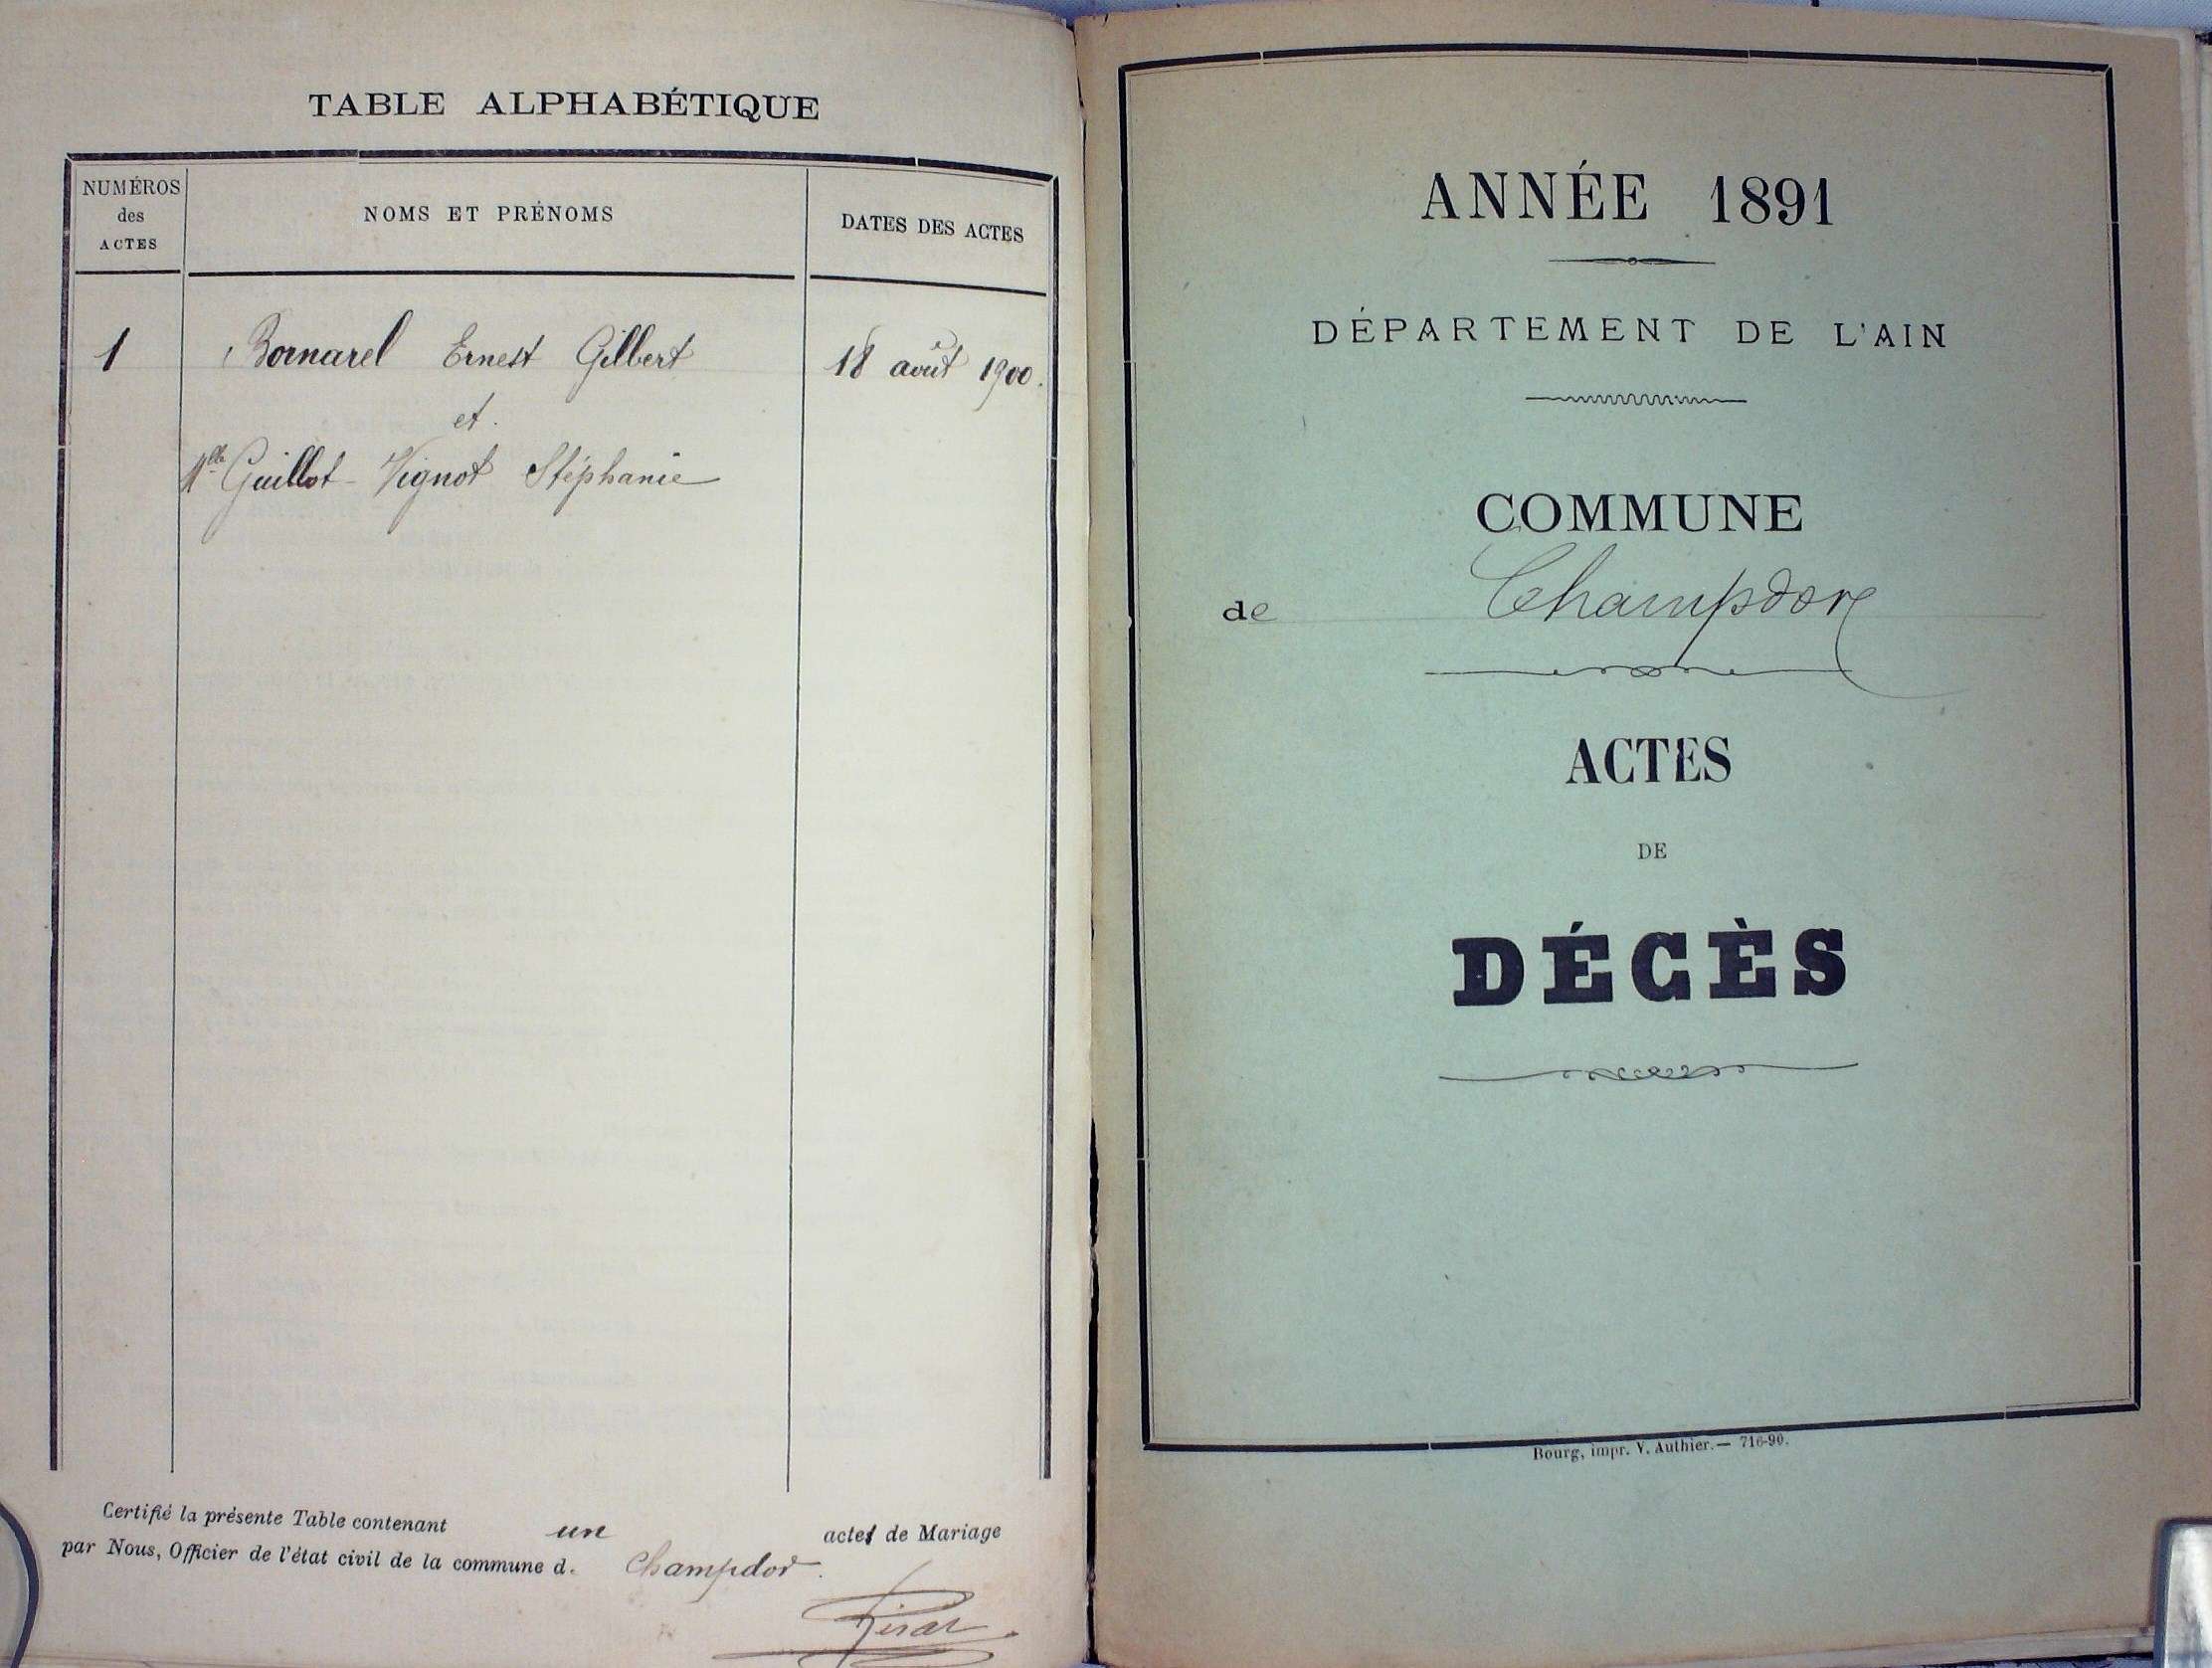 TABLE ALPHABÉTIQUE
NUMÉROS
des
ACTES
NOMS ET PRÉNOMS
DATES DES ACTES
1 Bornarel Ernest Gilbert 18 août 1900.
et.
Mlle Guillot-Vignot Stéphanie
Certifié la présente Table contenant un actes de Mariage
par Nous, Officier de l'état civil de la commune d. Champdor.
ANNÉE 1891
DÉPARTEMENT DE L'AIN
COMMUNE
de Champdor
ACTES
DE
DÉCÈS
Bourg, impr. V. Authier. — 716-90.